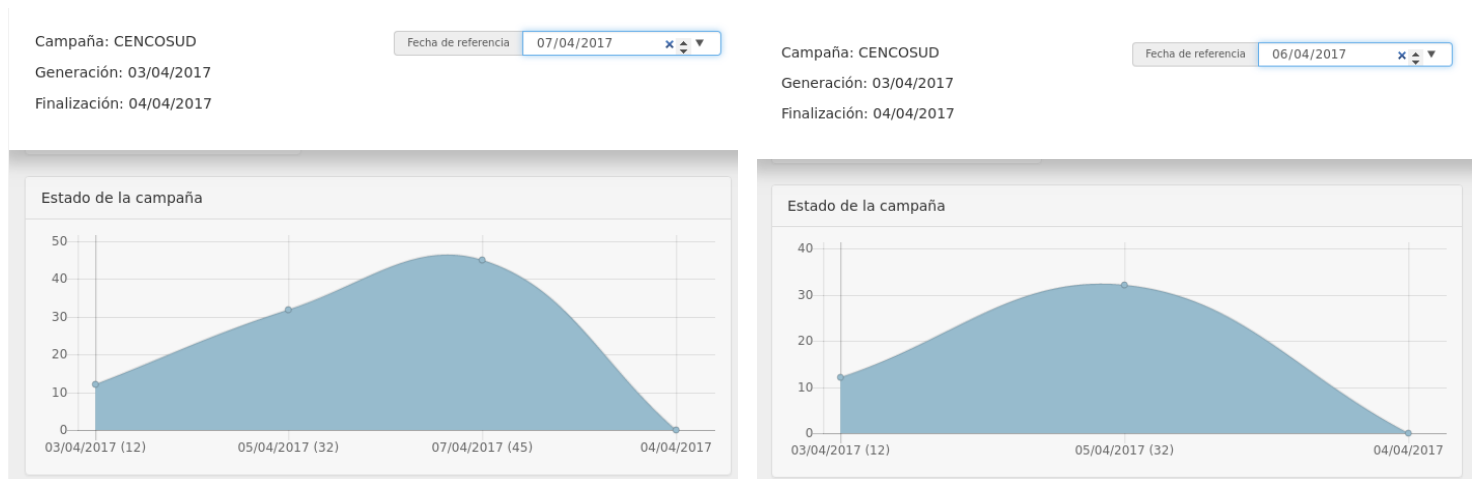 Campaña: CENCOSUD
Fecha de referencia 07/04/2017
Generación: 03/04/2017
Finalización: 04/04/2017
Estado de la campaña
50
40
30
20
10
0
03/04/2017 (12) 05/04/2017 (32) 07/04/2017 (45) 04/04/2017
Campaña: CENCOSUD
Fecha de referencia 06/04/2017
Generación: 03/04/2017
Finalización: 04/04/2017
Estado de la campaña
40
30
20
10
0
03/04/2017 (12) 05/04/2017 (32) 04/04/2017